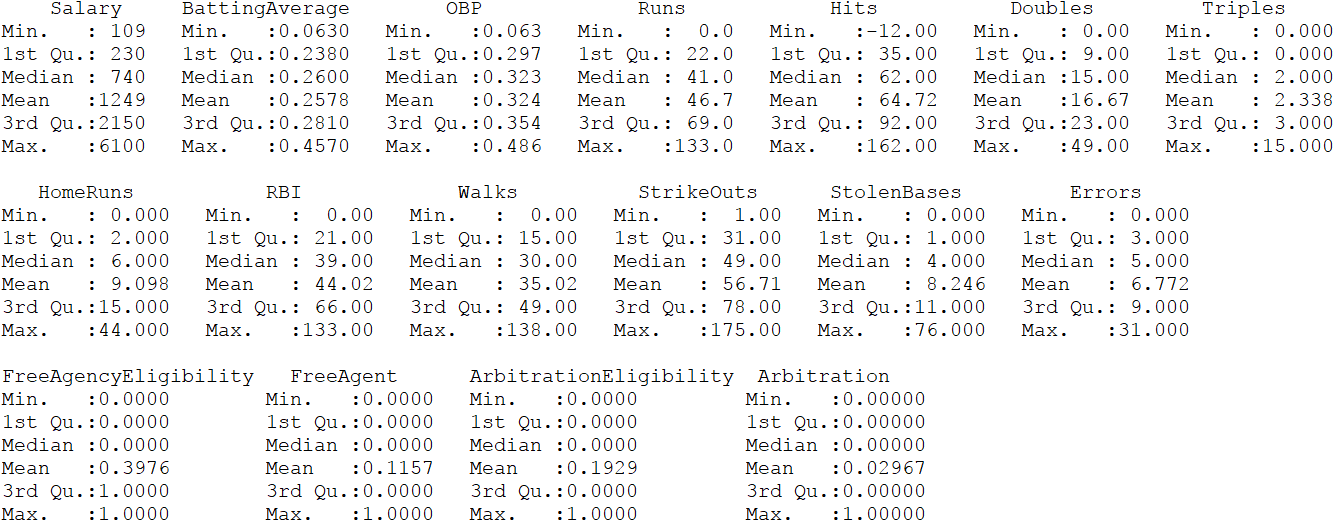 Salary BattingAverage OBP Runs Hits Doubles Triples
Min. : 109 Min. :0.0630 Min. :0.063 Min. : 0.0 Min. :-12.00 Min. : 0.00 Min. : 0.000
1st Qu.: 230 1st Qu.:0.2380 1st Qu.:0.297 1st Qu.: 22.0 1st Qu.: 35.00 1st Qu.: 9.00 1st Qu.: 0.000
Median : 740 Median :0.2600 Median :0.323 Median : 41.0 Median : 62.00 Median :15.00 Median : 2.000
Mean :1249 Mean :0.2578 Mean :0.324 Mean : 46.7 Mean : 64.72 Mean :16.67 Mean : 2.338
3rd Qu.:2150 3rd Qu.:0.2810 3rd Qu.:0.354 3rd Qu.: 69.0 3rd Qu.: 92.00 3rd Qu.:23.00 3rd Qu.: 3.000
Max. :6100 Max. :0.4570 Max. :0.486 Max. :133.0 Max. :162.00 Max. :49.00 Max. :15.000
HomeRuns RBI Walks StrikeOuts StolenBases Errors
Min. : 0.000 Min. : 0.00 Min. : 0.00 Min. : 1.00 Min. : 0.000 Min. : 0.000
1st Qu.: 2.000 1st Qu.: 21.00 1st Qu.: 15.00 1st Qu.: 31.00 1st Qu.: 1.000 1st Qu.: 3.000
Median : 6.000 Median : 39.00 Median : 30.00 Median : 49.00 Median : 4.000 Median : 5.000
Mean : 9.098 Mean : 44.02 Mean : 35.02 Mean : 56.71 Mean : 8.246 Mean : 6.772
3rd Qu.:15.000 3rd Qu.: 66.00 3rd Qu.: 49.00 3rd Qu.: 78.00 3rd Qu.:11.000 3rd Qu.: 9.000
Max. :44.000 Max. :133.00 Max. :138.00 Max. :175.00 Max. :76.000 Max. :31.000
FreeAgencyEligibility FreeAgent ArbitrationEligibility Arbitration
Min. :0.0000 Min. :0.0000 Min. :0.0000 Min. :0.00000
1st Qu.:0.0000 1st Qu.:0.0000 1st Qu.:0.0000 1st Qu.:0.00000
Median :0.0000 Median :0.0000 Median :0.0000 Median :0.00000
Mean :0.3976 Mean :0.1157 Mean :0.1929 Mean :0.02967
3rd Qu.:1.0000 3rd Qu.:0.0000 3rd Qu.:0.0000 3rd Qu.:0.00000
Max. :1.0000 Max. :1.0000 Max. :1.0000 Max. :1.00000